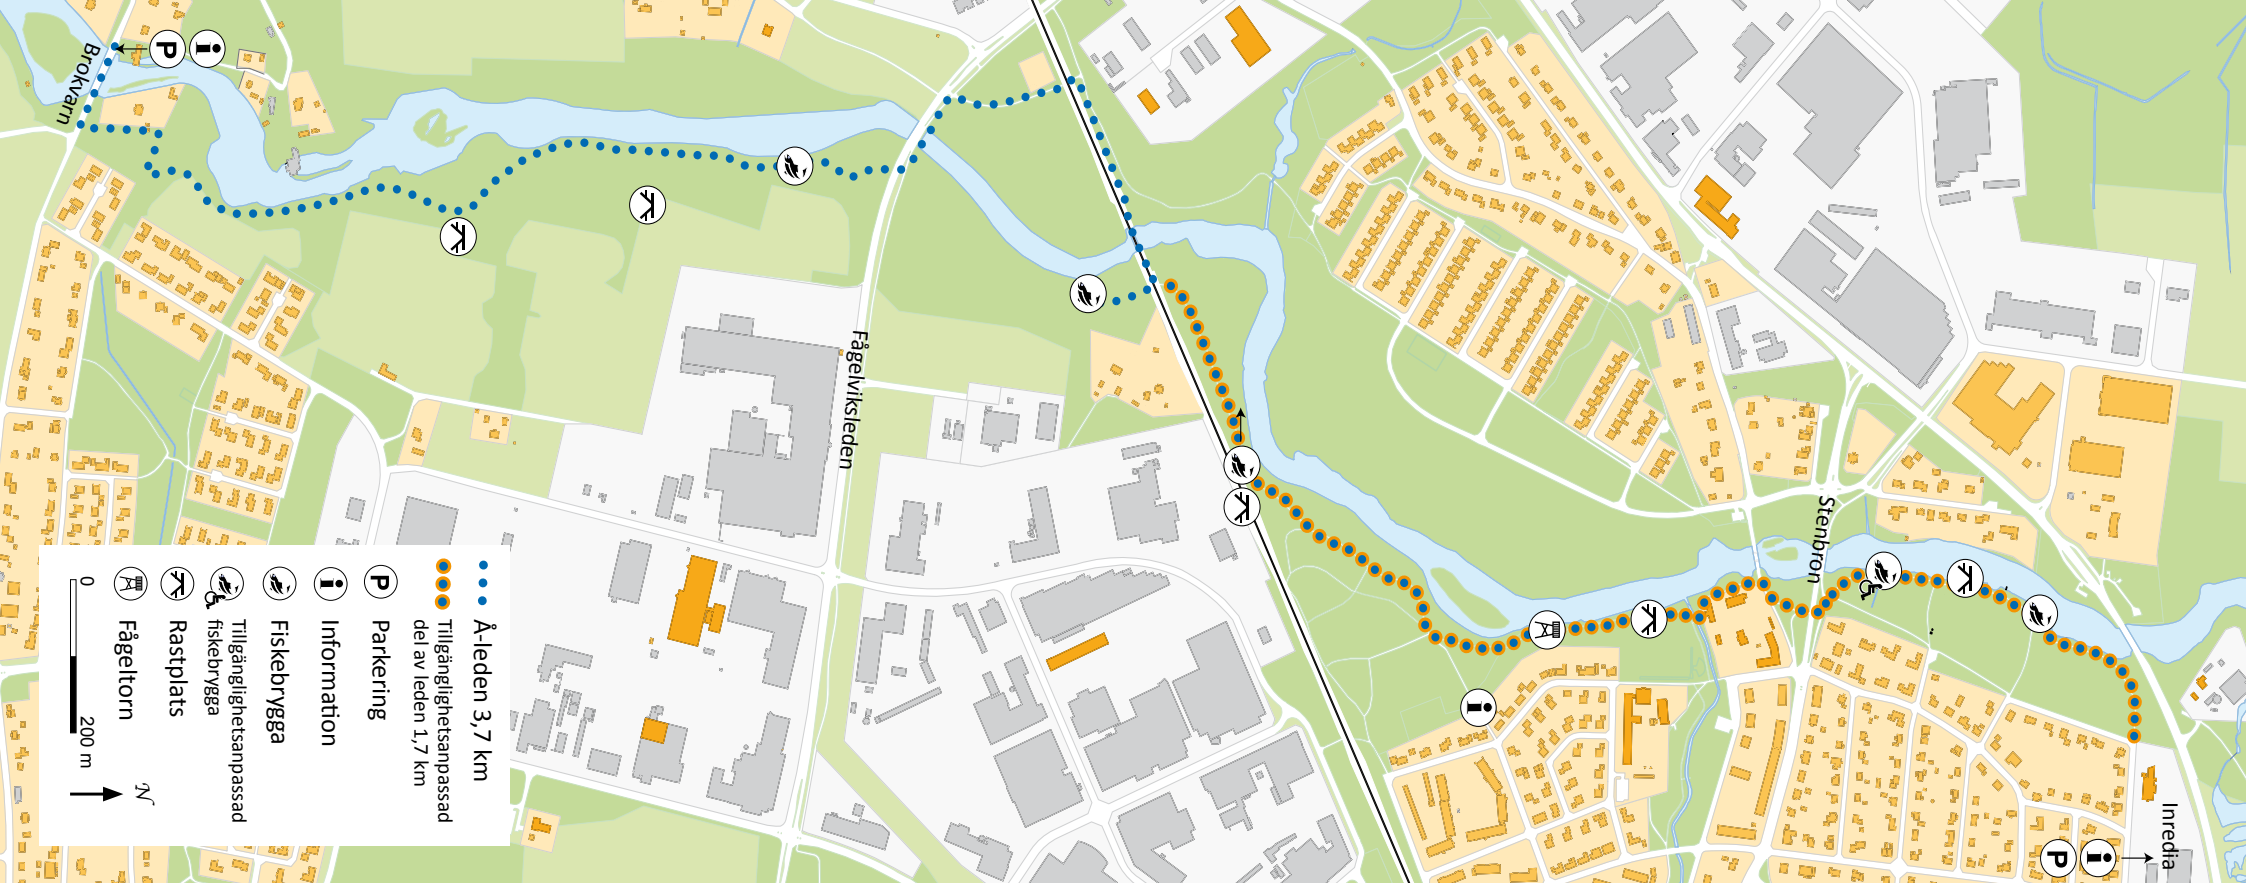 Brokvarn
P
i
Fågelviksleden
Stenbron
i
Inredia
P
i
Å-leden 3,7 km
Tillgänglighetsanpassad
del av leden 1,7 km
P Parkering
i Information
Fiskebrygga
Tillgänglighetsanpassad
fiskebrygga
Rastplats
Fågeltorn
0 200 m
N